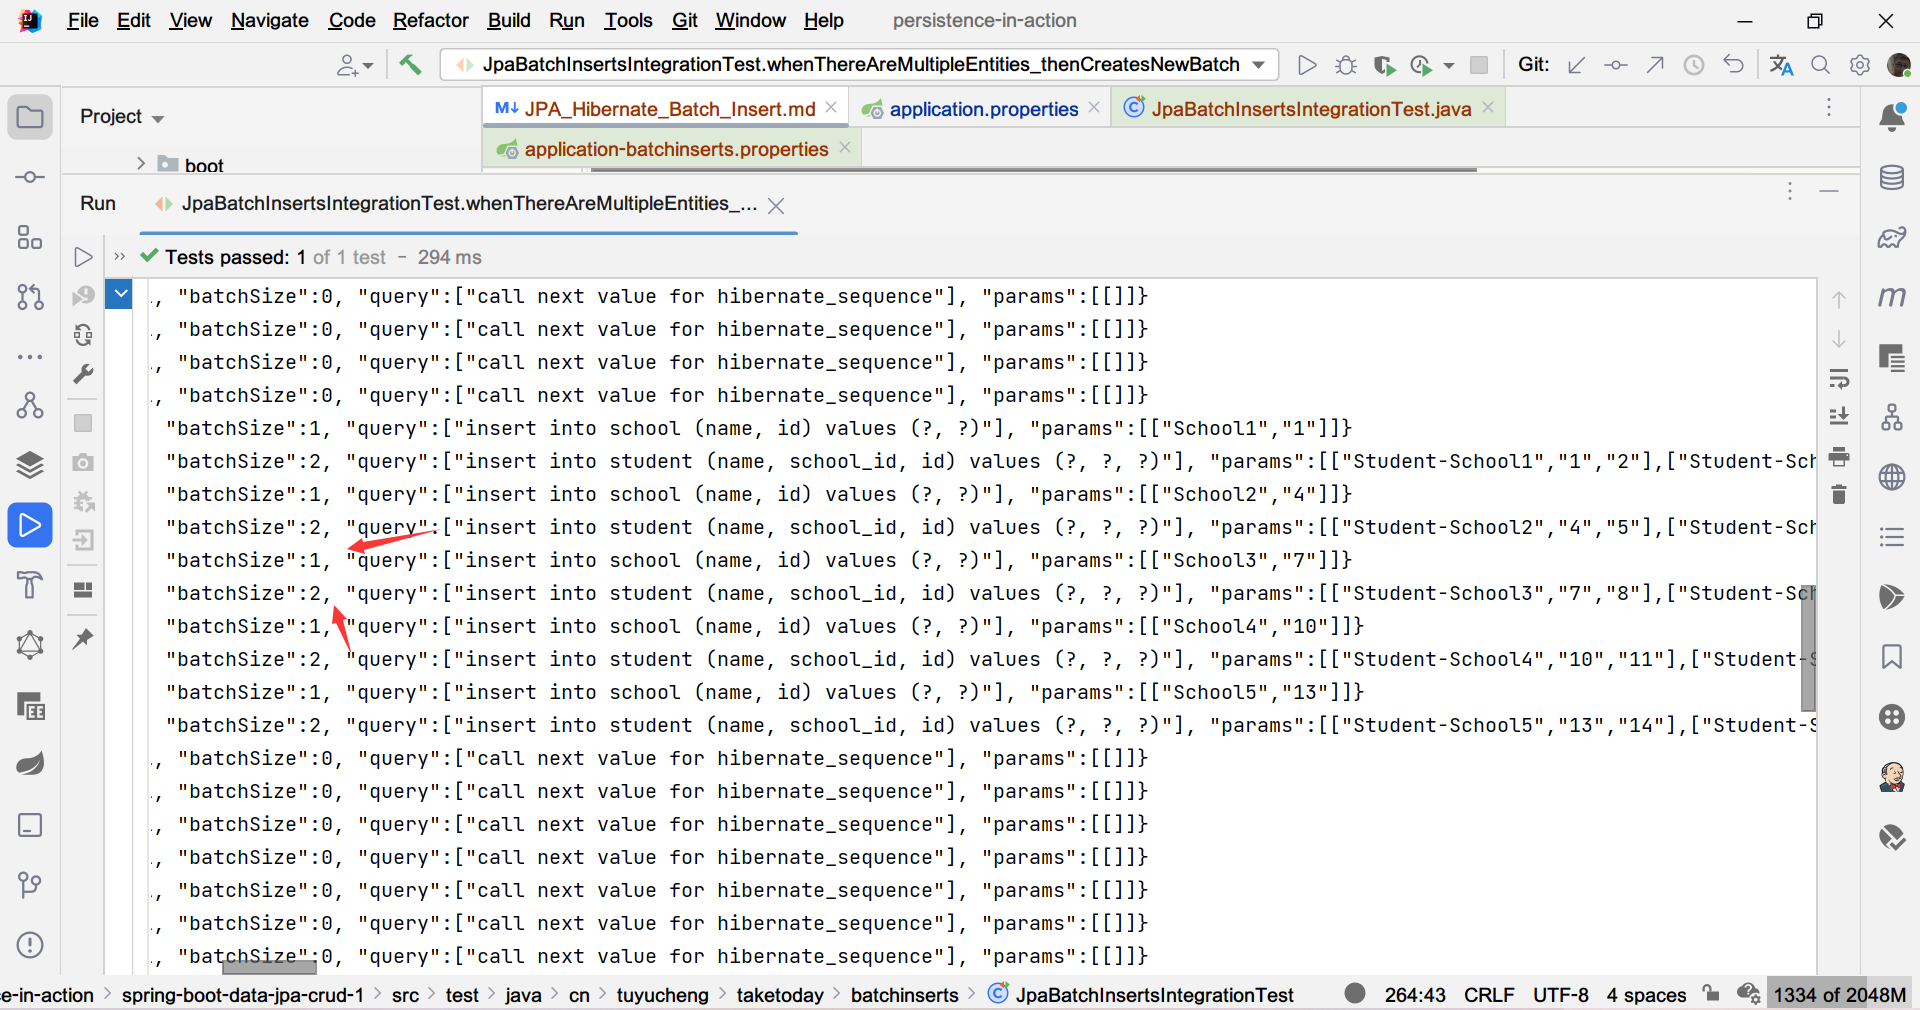 File Edit View Navigate Code Refactor Build Run Tools Git Window Help persistence-in-action
JpaBatchInsertsIntegrationTest.whenThereAreMultipleEntities_thenCreatesNewBatch Git:
Project
M↓ JPA_Hibernate_Batch_Insert.md application.properties JpaBatchInsertsIntegrationTest.java
application-batchinserts.properties
boot
Run JpaBatchInsertsIntegrationTest.whenThereAreMultipleEntities_...
Tests passed: 1 of 1 test – 294 ms
, "batchSize":0, "query":["call next value for hibernate_sequence"], "params":[[]]}
, "batchSize":0, "query":["call next value for hibernate_sequence"], "params":[[]]}
, "batchSize":0, "query":["call next value for hibernate_sequence"], "params":[[]]}
, "batchSize":0, "query":["call next value for hibernate_sequence"], "params":[[]]}
"batchSize":1, "query":["insert into school (name, id) values (?, ?)"], "params":[["School1","1"]]}
"batchSize":2, "query":["insert into student (name, school_id, id) values (?, ?, ?)"], "params":[["Student-School1","1","2"],["Student-Sch
"batchSize":1, "query":["insert into school (name, id) values (?, ?)"], "params":[["School2","4"]]}
"batchSize":2, "query":["insert into student (name, school_id, id) values (?, ?, ?)"], "params":[["Student-School2","4","5"],["Student-Sch
"batchSize":1, "query":["insert into school (name, id) values (?, ?)"], "params":[["School3","7"]]}
"batchSize":2, "query":["insert into student (name, school_id, id) values (?, ?, ?)"], "params":[["Student-School3","7","8"],["Student-Sch
"batchSize":1, "query":["insert into school (name, id) values (?, ?)"], "params":[["School4","10"]]}
"batchSize":2, "query":["insert into student (name, school_id, id) values (?, ?, ?)"], "params":[["Student-School4","10","11"],["Student-S
"batchSize":1, "query":["insert into school (name, id) values (?, ?)"], "params":[["School5","13"]]}
"batchSize":2, "query":["insert into student (name, school_id, id) values (?, ?, ?)"], "params":[["Student-School5","13","14"],["Student-S
, "batchSize":0, "query":["call next value for hibernate_sequence"], "params":[[]]}
, "batchSize":0, "query":["call next value for hibernate_sequence"], "params":[[]]}
, "batchSize":0, "query":["call next value for hibernate_sequence"], "params":[[]]}
, "batchSize":0, "query":["call next value for hibernate_sequence"], "params":[[]]}
, "batchSize":0, "query":["call next value for hibernate_sequence"], "params":[[]]}
, "batchSize":0, "query":["call next value for hibernate_sequence"], "params":[[]]}
, "batchSize":0, "query":["call next value for hibernate_sequence"], "params":[[]]}
e-in-action spring-boot-data-jpa-crud-1 src test java cn tuyucheng taketoday batchinserts JpaBatchInsertsIntegrationTest 264:43 CRLF UTF-8 4 spaces 1334 of 2048M